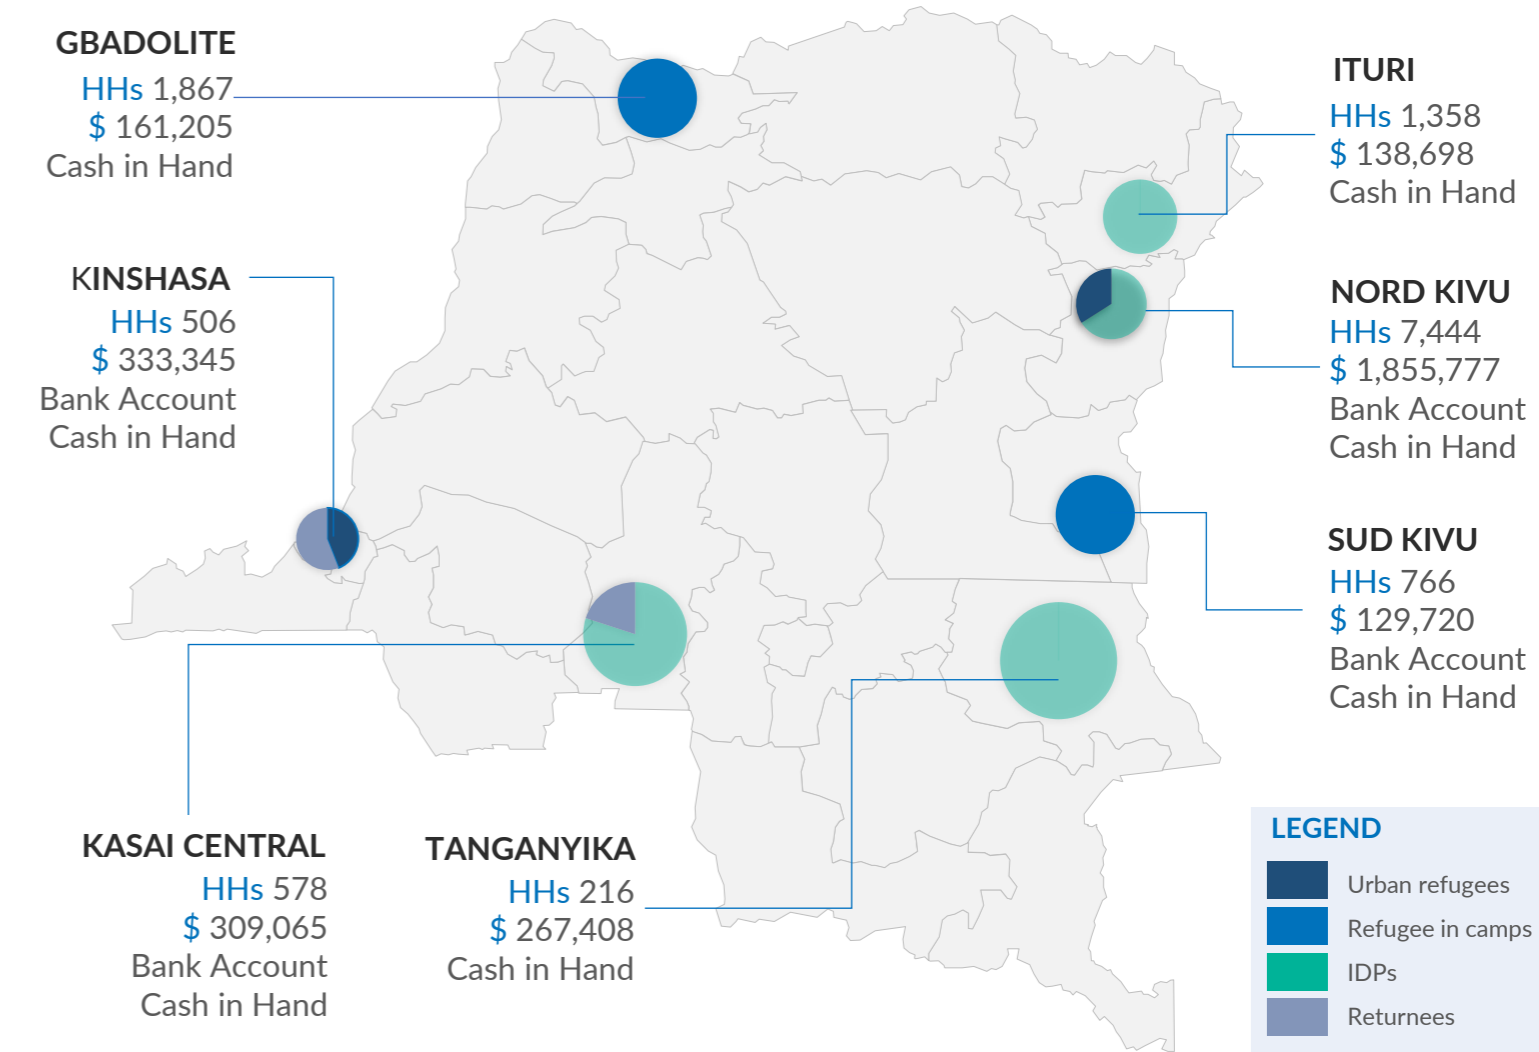 GBADOLITE
HHs 1,867
$ 161,205
Cash in Hand
KINSHASA
HHs 506
$ 333,345
Bank Account
Cash in Hand
KASAI CENTRAL
HHs 578
$ 309,065
Bank Account
Cash in Hand
TANGANYIKA
HHs 216
$ 267,408
Cash in Hand
ITURI
HHs 1,358
$ 138,698
Cash in Hand
NORD KIVU
HHs 7,444
$ 1,855,777
Bank Account
Cash in Hand
SUD KIVU
HHs 766
$ 129,720
Bank Account
Cash in Hand
LEGEND
Urban refugees
Refugee in camps
IDPs
Returnees